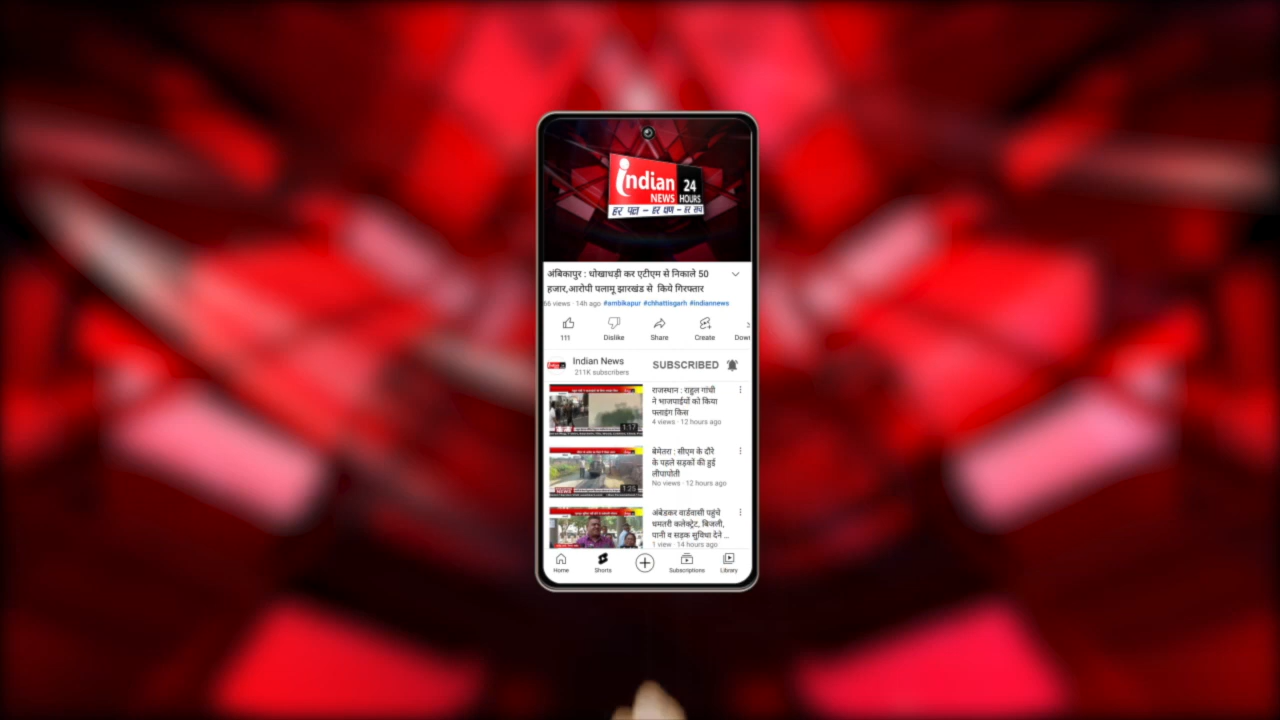 indian
NEWS
24
HOURS
हर पल – हर क्षण – हर सच
अंबिकापुर : धोखाधड़ी कर एटीएम से निकाले 50
हजार,आरोपी पलामू झारखंड से किये गिरफ्तार
66 views · 14h ago #ambikapur #chhattisgarh #indiannews
111
Dislike
Share
Create
Down
Indian News
211K subscribers
SUBSCRIBED
राजस्थान : राहुल गांधी
ने भाजपाईयों को किया
फ्लाइंग किस
4 views · 12 hours ago
1:17
बेमेतरा : सीएम के दौरे
के पहले सड़कों की हुई
लीपापोती
No views · 12 hours ago
1:25
अंबेडकर वार्डवासी पहुंचे
धमतरी कलेक्ट्रेट, बिजली,
पानी व सड़क सुविधा देने ...
1 view · 14 hours ago
Home
Shorts
Subscriptions
Library